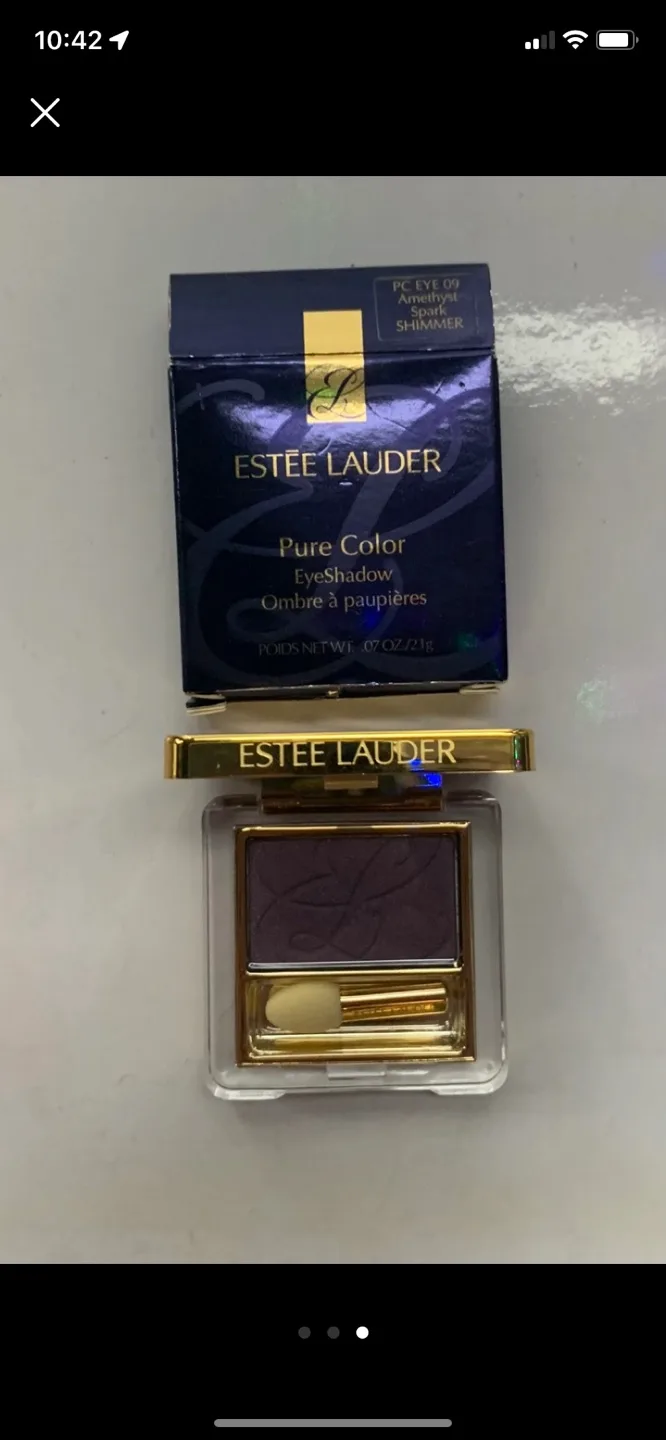 10:42
PC EYE 09
Amethyst
Spark
SHIMMER
ESTĒE LAUDER
Pure Color
EyeShadow
Ombre à paupières
POIDS NET WT. .07 OZ./2.1g
ESTEE LAUDER